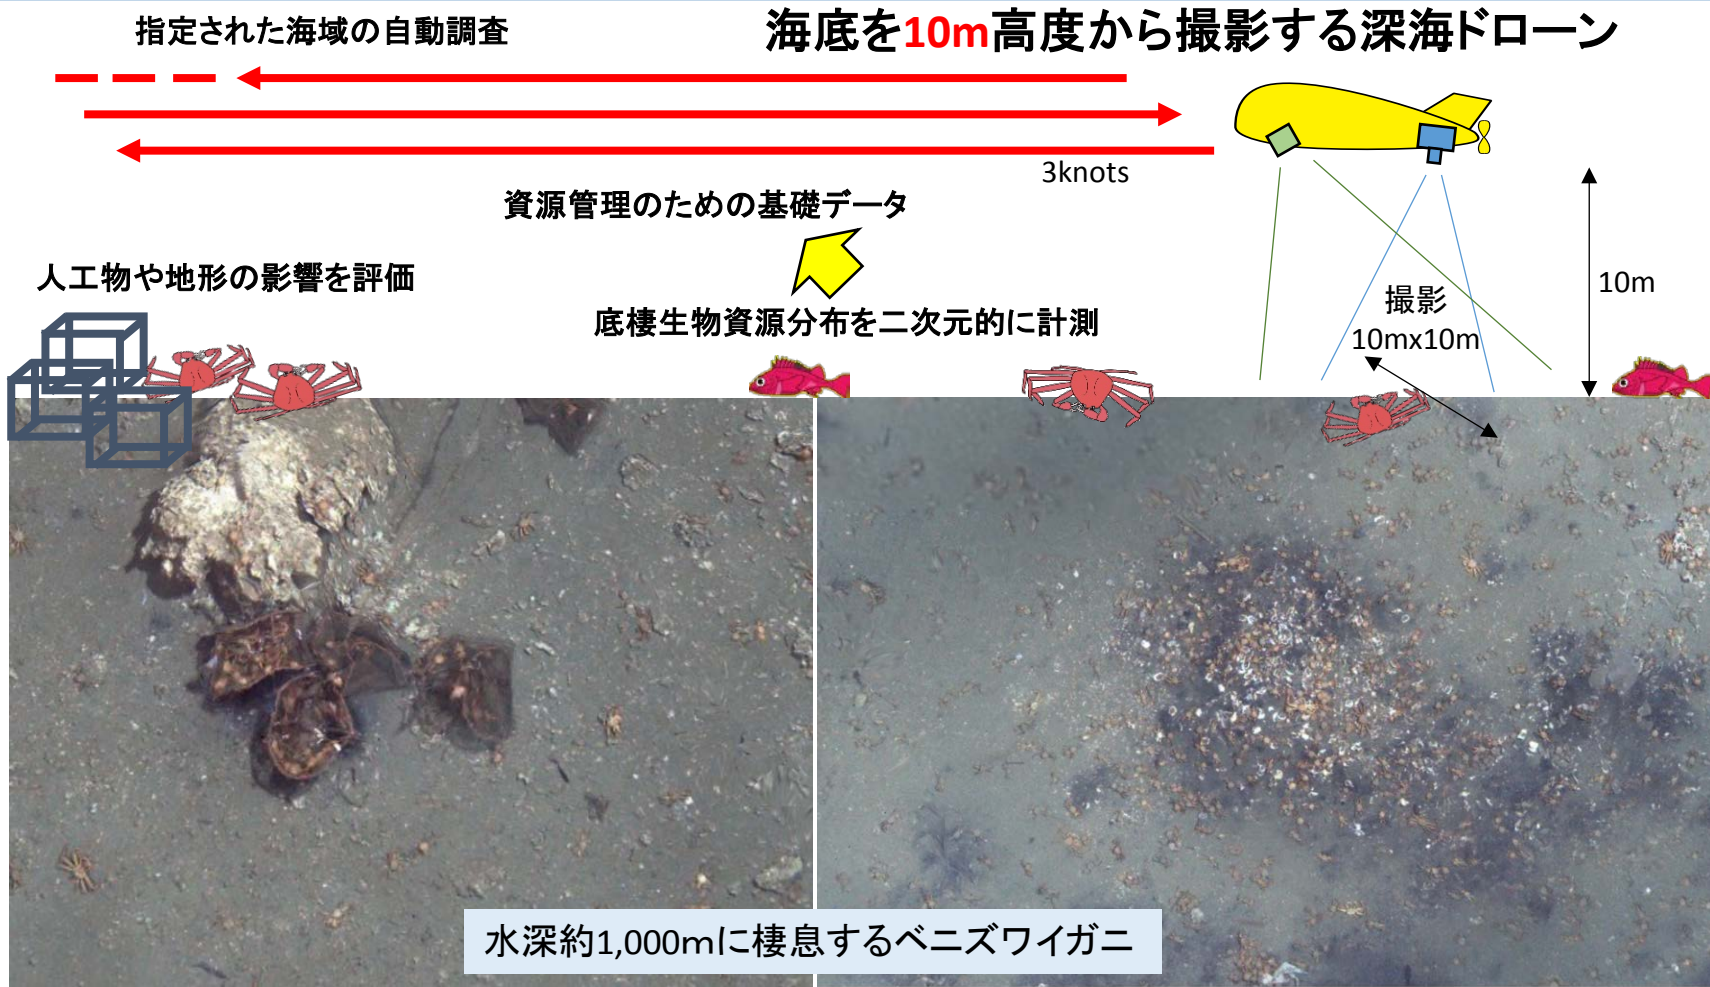 海底を10m高度から撮影する深海ドローン
指定された海域の自動調査
3knots
資源管理のための基礎データ
人工物や地形の影響を評価
底棲生物資源分布を二次元的に計測
撮影
10mx10m
10m
水深約1,000mに棲息するベニズワイガニ